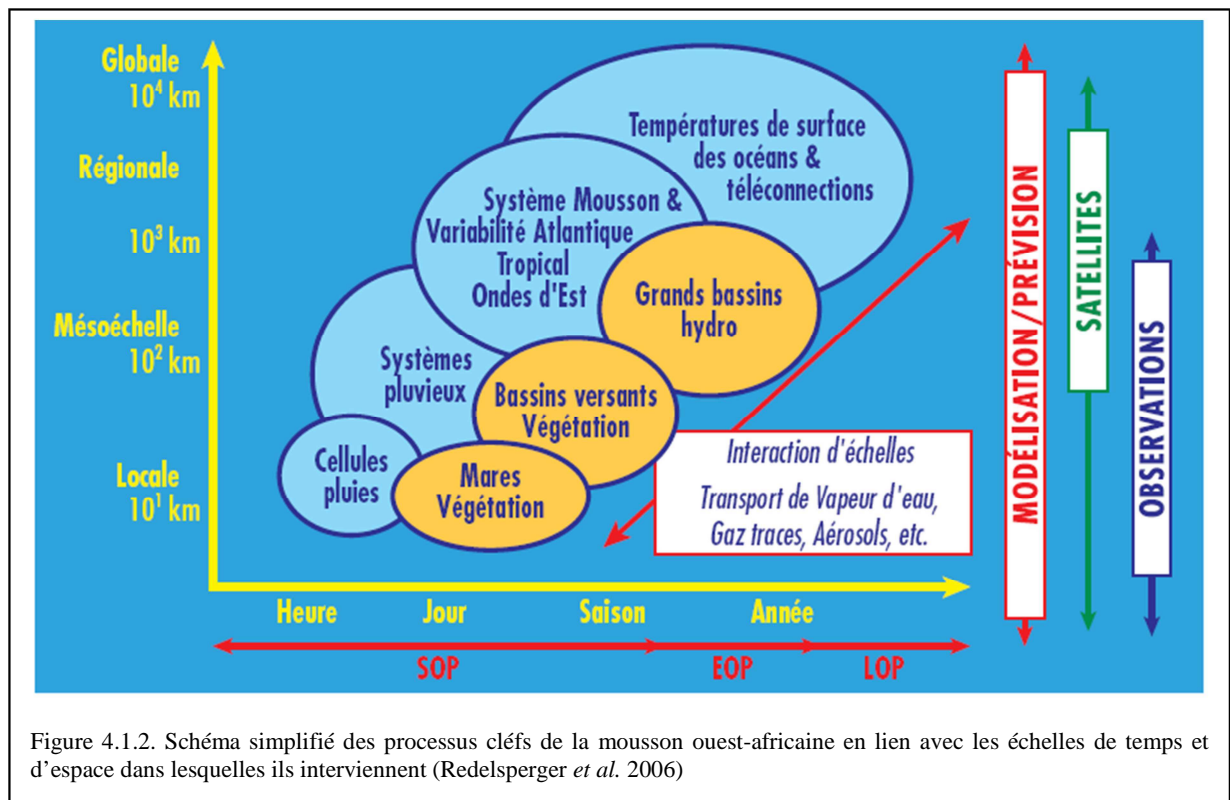 Globale
10⁴ km
Régionale
10³ km
Mésoéchelle
10² km
Locale
10¹ km
Températures de surface
des océans &
téléconnections
Système Mousson &
Variabilité Atlantique
Tropical
Ondes d'Est
Grands bassins
hydro
Systèmes
pluvieux
Bassins versants
Végétation
Cellules
pluies
Mares
Végétation
Interaction d'échelles
Transport de Vapeur d'eau,
Gaz traces, Aérosols, etc.
MODÉLISATION/PRÉVISION
SATELLITES
OBSERVATIONS
Heure Jour Saison Année
SOP EOP LOP
Figure 4.1.2. Schéma simplifié des processus cléfs de la mousson ouest-africaine en lien avec les échelles de temps et
d'espace dans lesquelles ils interviennent (Redelsperger et al. 2006)